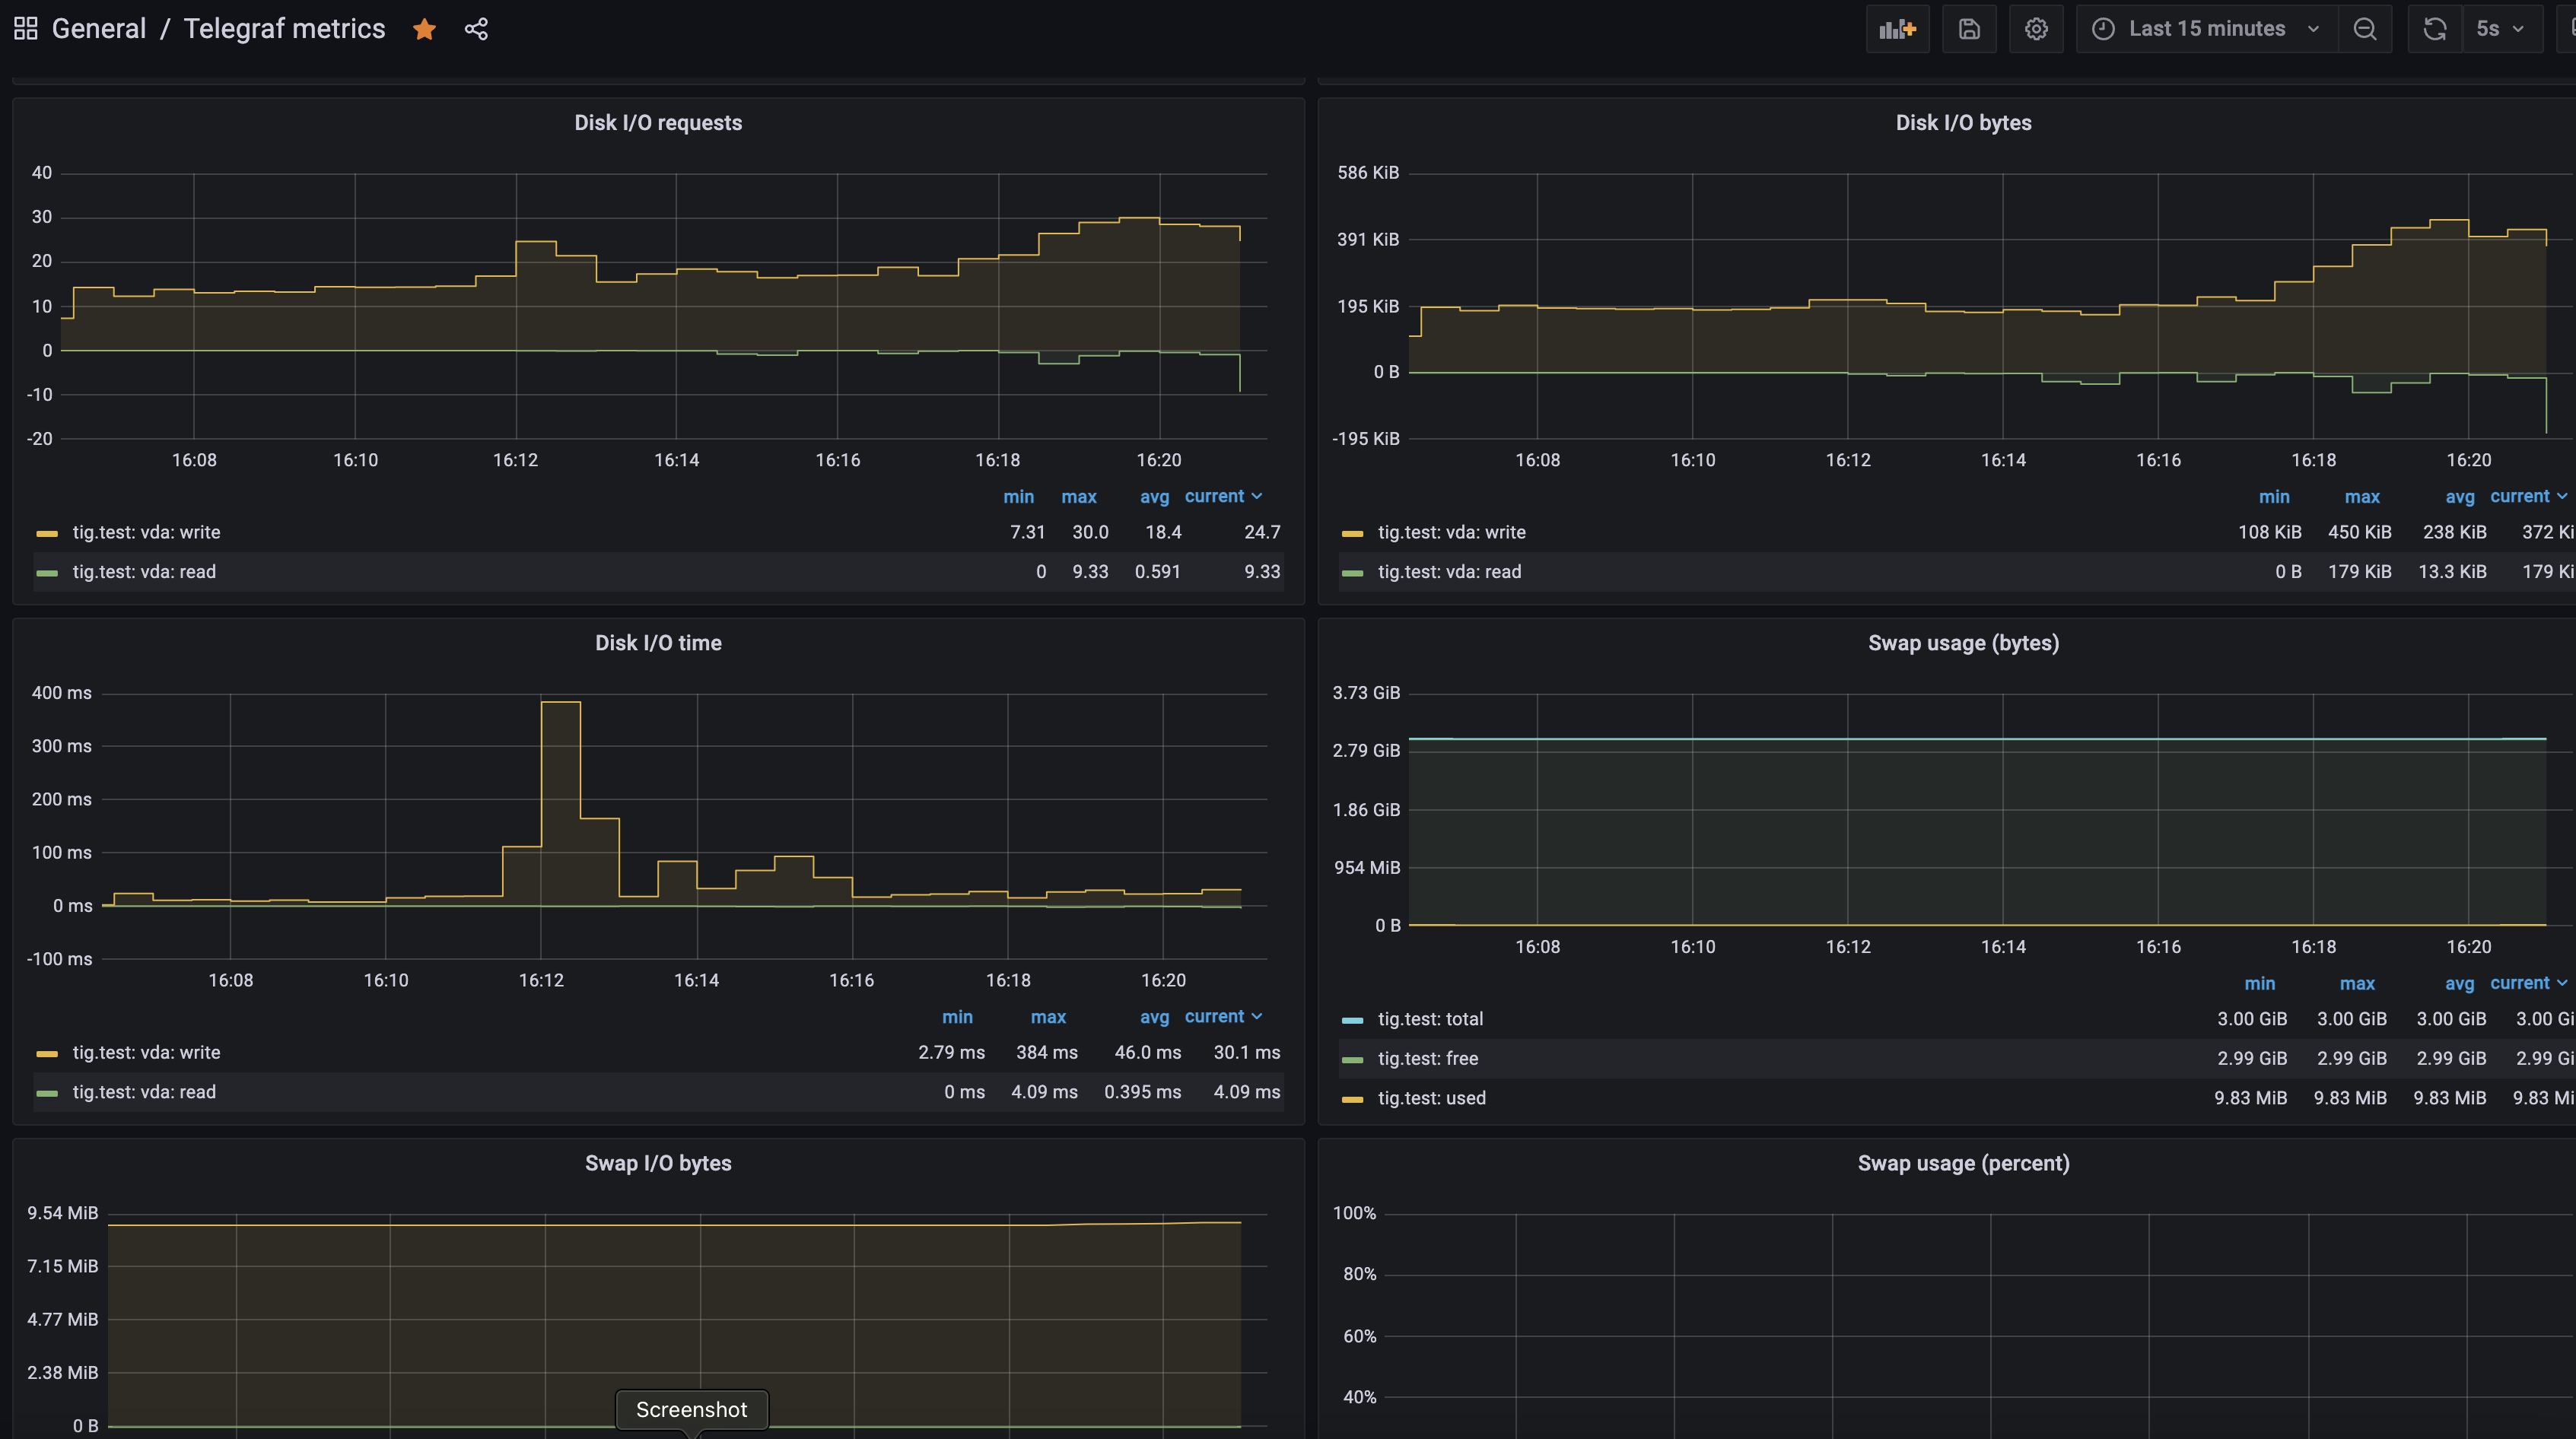 General / Telegraf metrics
Last 15 minutes
5s
Disk I/O requests
40
30
20
10
0
-10
-20
16:08 16:10 16:12 16:14 16:16 16:18 16:20
min max avg current
tig.test: vda: write 7.31 30.0 18.4 24.7
tig.test: vda: read 0 9.33 0.591 9.33
Disk I/O bytes
586 KiB
391 KiB
195 KiB
0 B
-195 KiB
16:08 16:10 16:12 16:14 16:16 16:18 16:20
min max avg current
tig.test: vda: write 108 KiB 450 KiB 238 KiB 372 Ki
tig.test: vda: read 0 B 179 KiB 13.3 KiB 179 Ki
Disk I/O time
400 ms
300 ms
200 ms
100 ms
0 ms
-100 ms
16:08 16:10 16:12 16:14 16:16 16:18 16:20
min max avg current
tig.test: vda: write 2.79 ms 384 ms 46.0 ms 30.1 ms
tig.test: vda: read 0 ms 4.09 ms 0.395 ms 4.09 ms
Swap usage (bytes)
3.73 GiB
2.79 GiB
1.86 GiB
954 MiB
0 B
16:08 16:10 16:12 16:14 16:16 16:18 16:20
min max avg current
tig.test: total 3.00 GiB 3.00 GiB 3.00 GiB 3.00 Gi
tig.test: free 2.99 GiB 2.99 GiB 2.99 GiB 2.99 Gi
tig.test: used 9.83 MiB 9.83 MiB 9.83 MiB 9.83 Mi
Swap I/O bytes
9.54 MiB
7.15 MiB
4.77 MiB
2.38 MiB
0 B
Screenshot
Swap usage (percent)
100%
80%
60%
40%